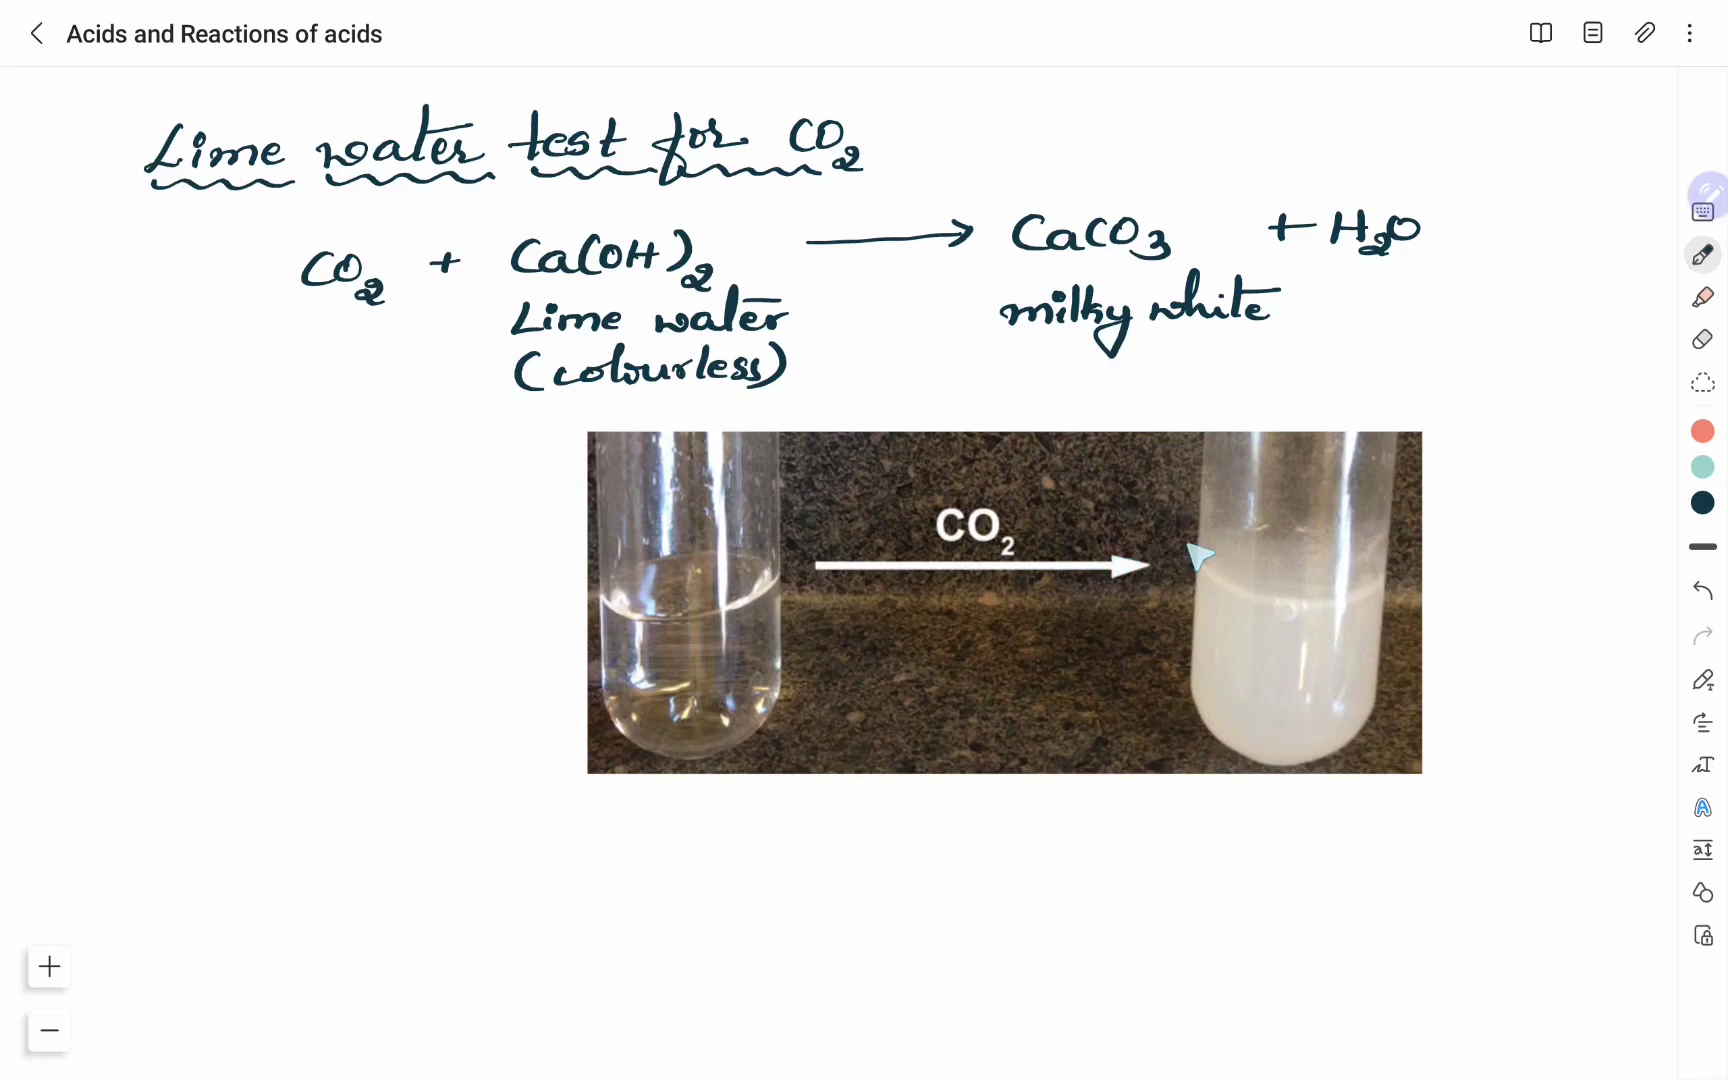 Acids and Reactions of acids
Lime water test for CO₂
CO₂ + Ca(OH)₂ → CaCO₃ + H₂O
Lime water milky white
(colourless)
CO₂